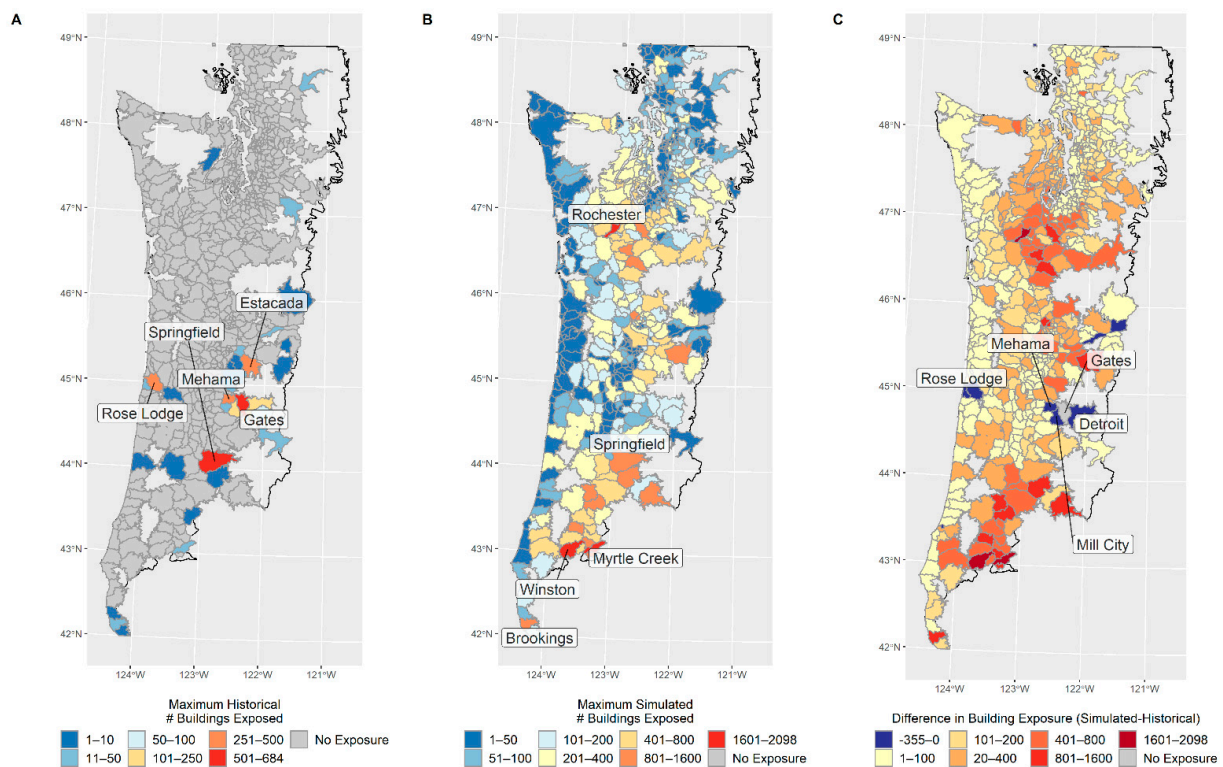 A
49°N
48°N
47°N
46°N
45°N
44°N
43°N
42°N
Estacada
Springfield
Mehama
Rose Lodge
Gates
124°W
123°W
122°W
121°W
Maximum Historical
# Buildings Exposed
1–10
50–100
251–500
No Exposure
11–50
101–250
501–684
B
49°N
48°N
47°N
46°N
45°N
44°N
43°N
42°N
Rochester
Springfield
Myrtle Creek
Winston
Brookings
124°W
123°W
122°W
121°W
Maximum Simulated
# Buildings Exposed
1–50
101–200
401–800
1601–2098
51–100
201–400
801–1600
No Exposure
C
49°N
48°N
47°N
46°N
45°N
44°N
43°N
42°N
Mehama
Gates
Rose Lodge
Detroit
Mill City
124°W
123°W
122°W
121°W
Difference in Building Exposure (Simulated-Historical)
-355–0
101–200
401–800
1601–2098
1–100
20–400
801–1600
No Exposure